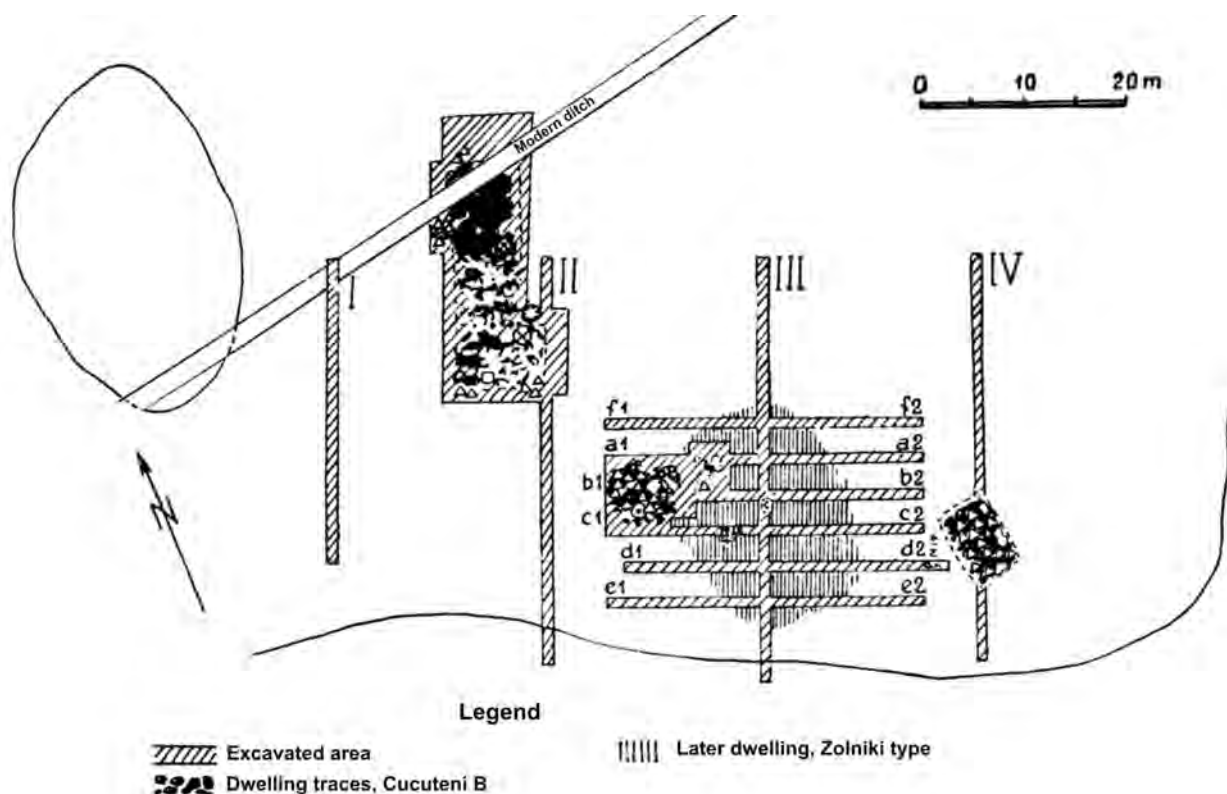 0 10 20 m
Modern ditch
I
II
III
IV
f1 f2
a1 a2
b1 b2
c1 c2
d1 d2
e1 e2
N
Legend
Excavated area
Later dwelling, Zolniki type
Dwelling traces, Cucuteni B